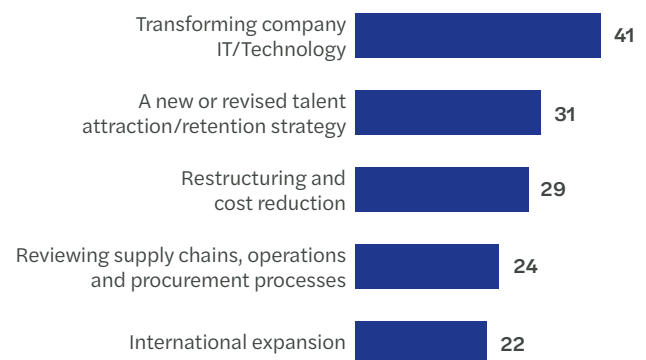 Transforming company
IT/Technology
41
A new or revised talent
attraction/retention strategy
31
Restructuring and
cost reduction
29
Reviewing supply chains, operations
and procurement processes
24
International expansion
22